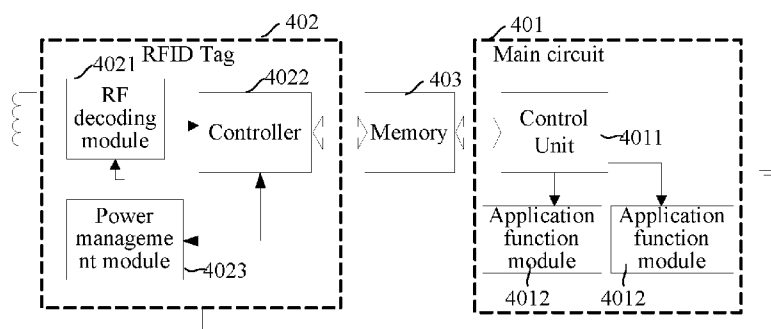 402
401
RFID Tag
Main circuit
4021
4022
403
RF
decoding
module
Controller
Memory
Control
Unit
4011
Power
manageme
nt module
4023
Application
function
module
4012
Application
function
module
4012